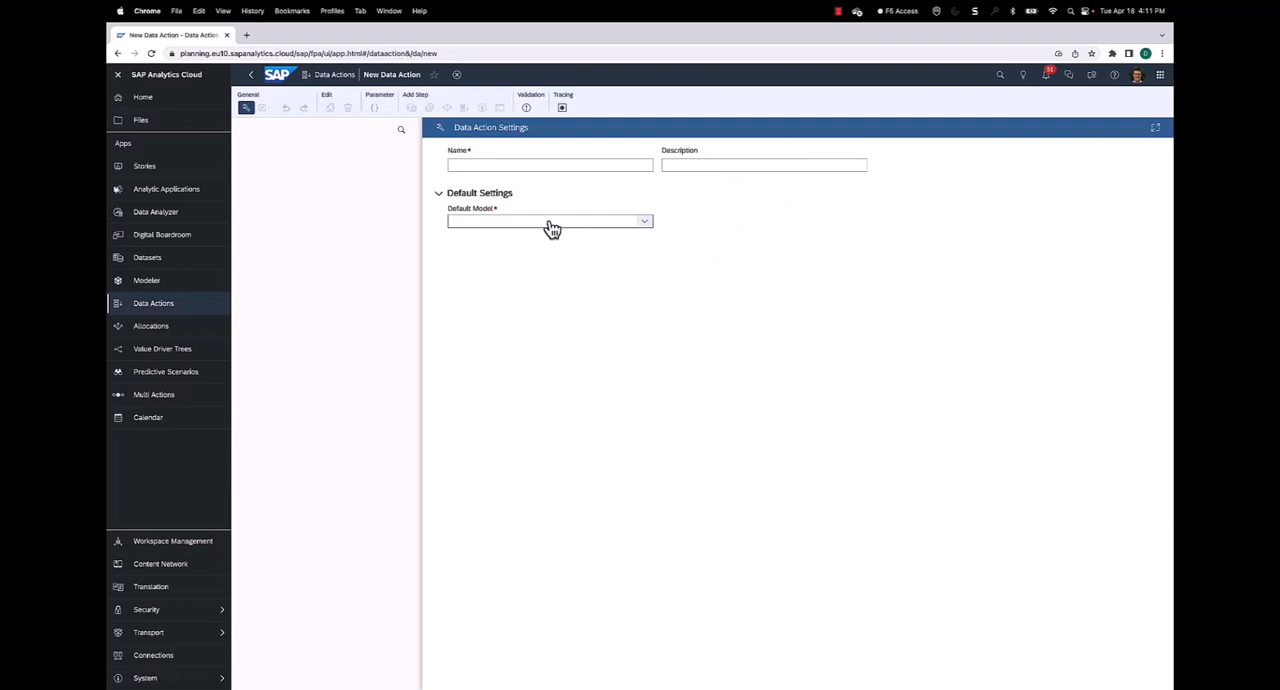 Chrome File Edit View History Bookmarks Profiles Tab Window Help F5 Access Tue Apr 18 4:11 PM
New Data Action - Data Action
planning.eu10.sapanalytics.cloud/sap/fpa/ui/app.html#/dataaction&/da/new
SAP Analytics Cloud SAP Data Actions New Data Action 51 D
General Edit Parameter Add Step Validation Tracing
Home
Files
Apps
Stories
Analytic Applications
Data Analyzer
Digital Boardroom
Datasets
Modeler
Data Actions
Allocations
Value Driver Trees
Predictive Scenarios
Multi Actions
Calendar
Workspace Management
Content Network
Translation
Security
Transport
Connections
System
Data Action Settings
Name* Description
Default Settings
Default Model*